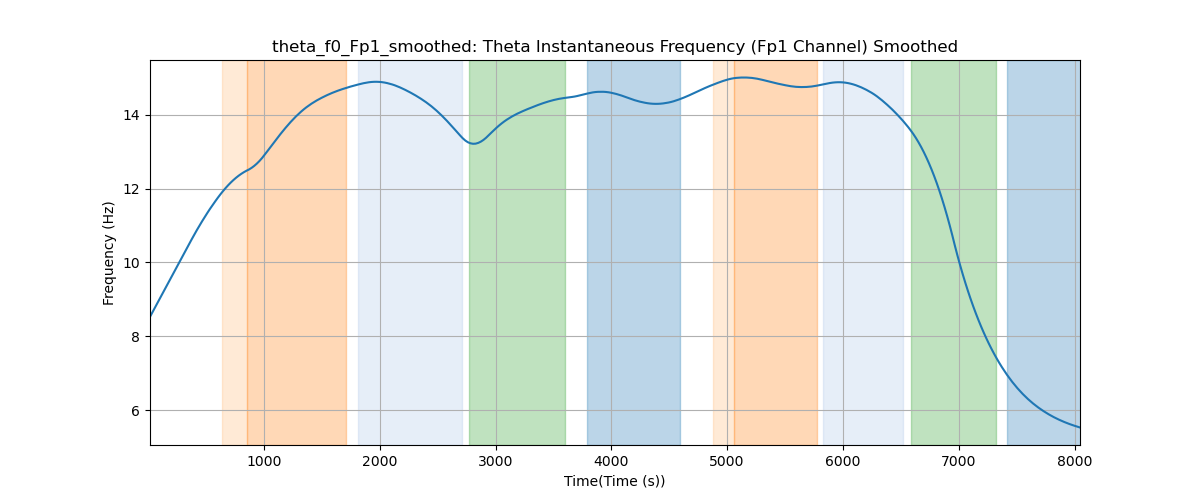 theta_f0_Fp1_smoothed: Theta Instantaneous Frequency (Fp1 Channel) Smoothed
Frequency (Hz)
14
12
10
8
6
1000 2000 3000 4000 5000 6000 7000 8000
Time(Time (s))